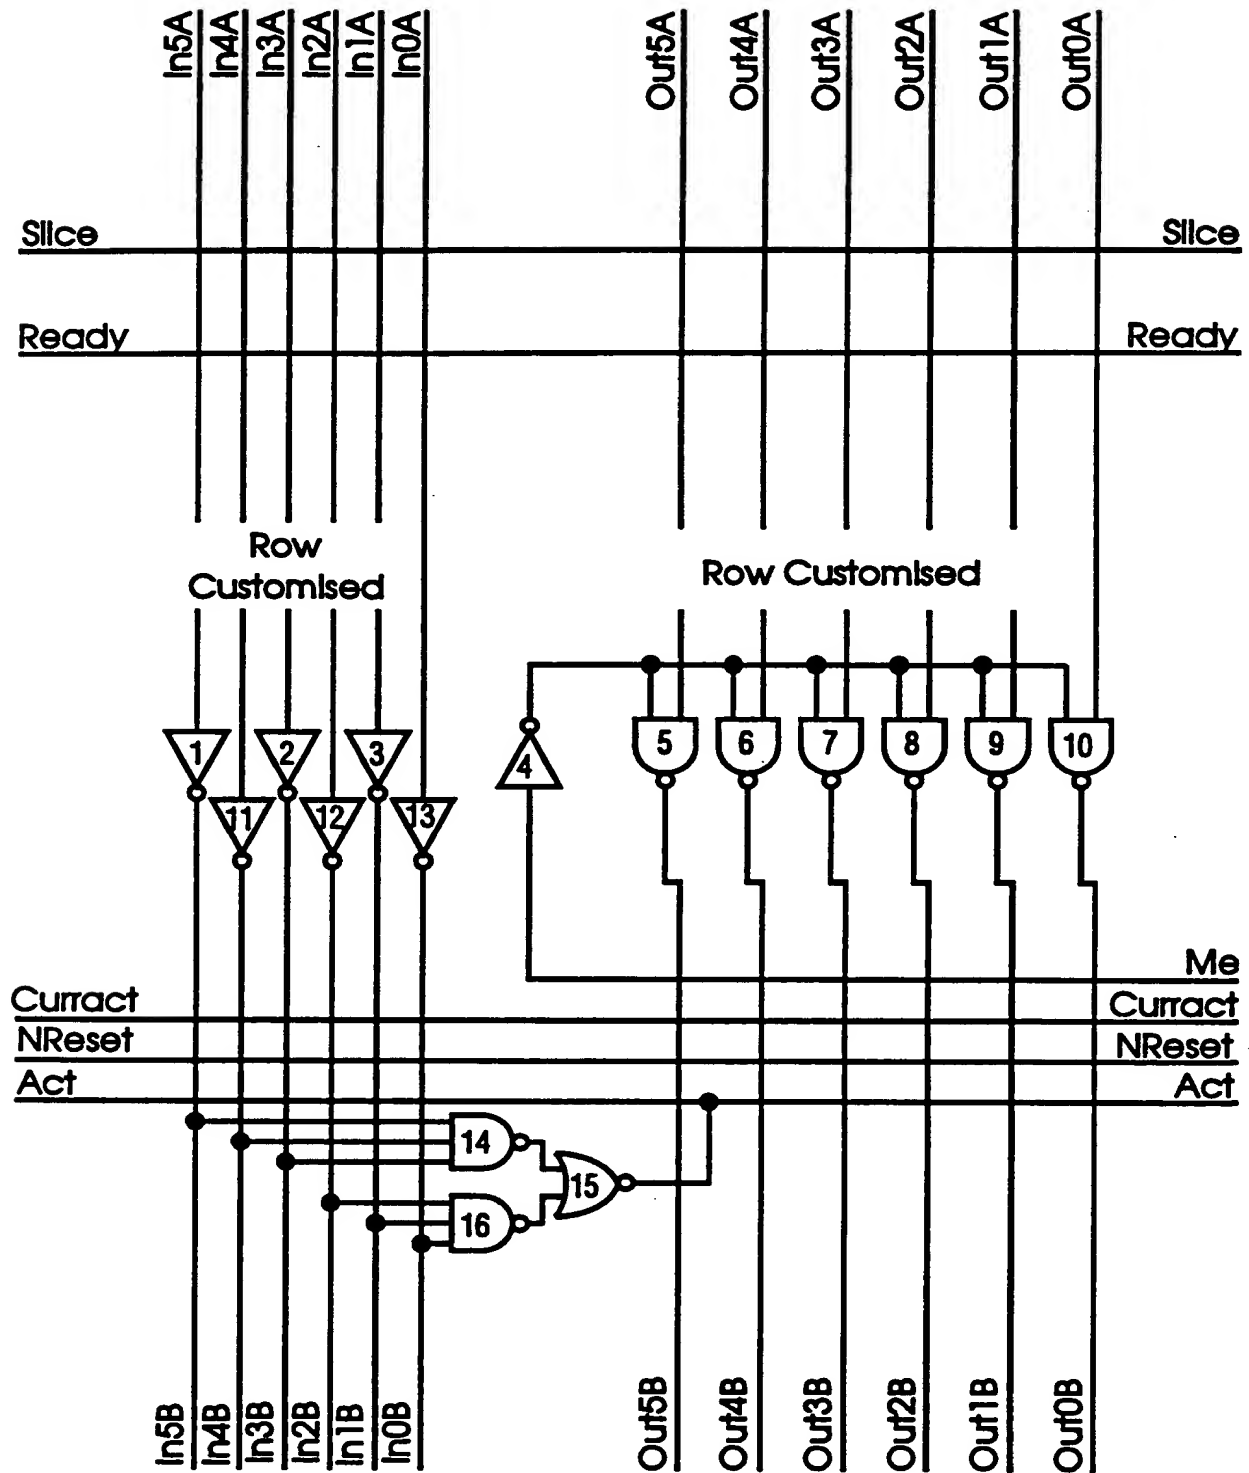 In5A In4A In3A In2A In1A In0A Out5A Out4A Out3A Out2A Out1A Out0A
Slice Slice
Ready Ready
Row
Customised
Row Customised
1 2 3 4 5 6 7 8 9 10
11 12 13
Me
Curract Curract
NReset NReset
Act Act
14
15
16
In5B In4B In3B In2B In1B In0B Out5B Out4B Out3B Out2B Out1B Out0B